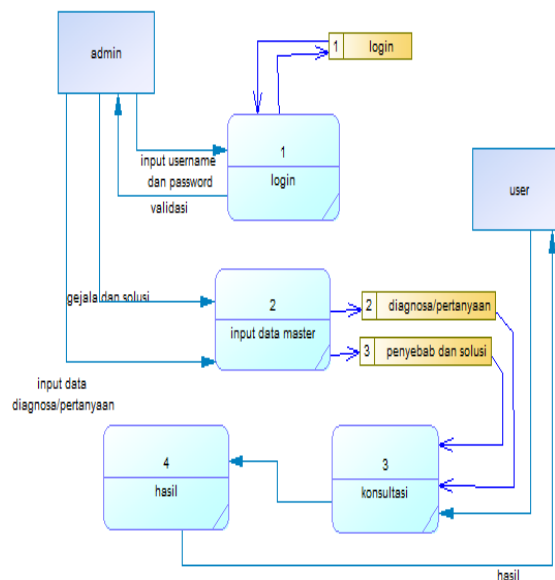 admin
1 login
1
login
input username
dan password
validasi
user
gejala dan solusi
2
input data master
2 diagnosa/pertanyaan
3 penyebab dan solusi
input data
diagnosa/pertanyaan
4
hasil
3
konsultasi
hasil